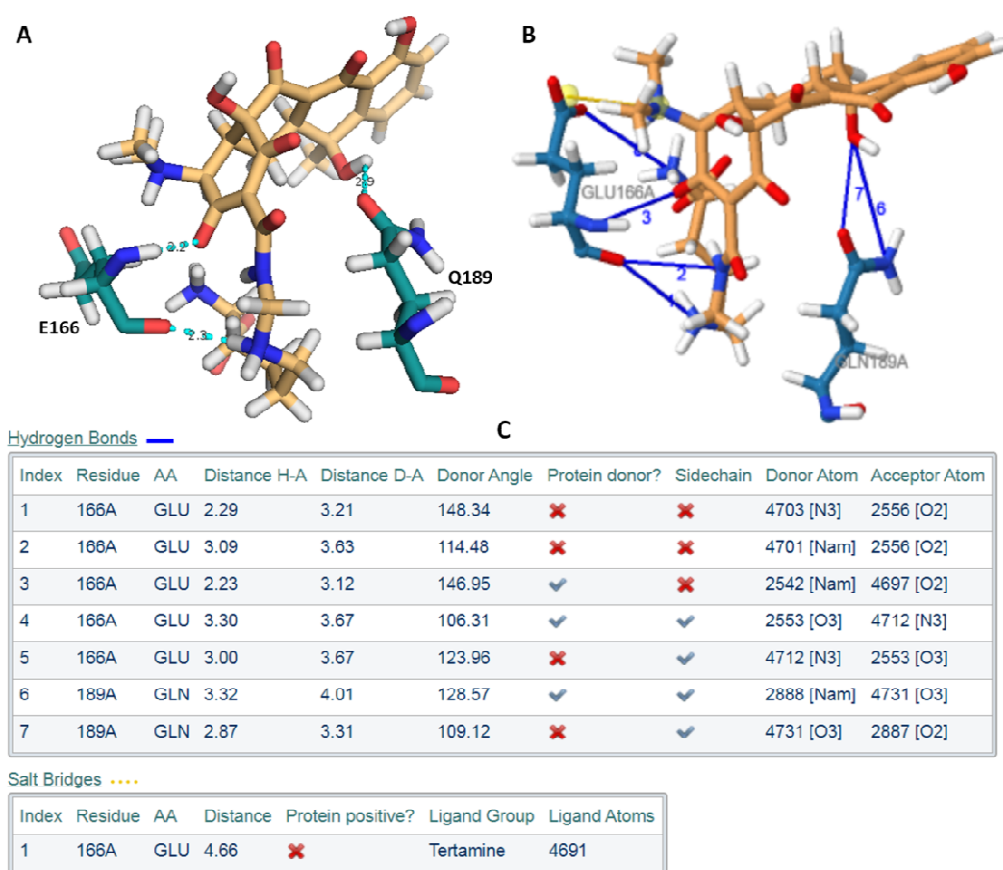 A
B
2.9
GLU166A
3
7
6
2.2
Q189
2
E166
2.3
1
GLN189A
C
Hydrogen Bonds
Index Residue AA Distance H-A Distance D-A Donor Angle Protein donor? Sidechain Donor Atom Acceptor Atom
1 166A GLU 2.29 3.21 148.34 ✖ ✖ 4703 [N3] 2556 [O2]
2 166A GLU 3.09 3.63 114.48 ✖ ✖ 4701 [Nam] 2556 [O2]
3 166A GLU 2.23 3.12 146.95 ✔ ✖ 2542 [Nam] 4697 [O2]
4 166A GLU 3.30 3.67 106.31 ✔ ✔ 2553 [O3] 4712 [N3]
5 166A GLU 3.00 3.67 123.96 ✖ ✔ 4712 [N3] 2553 [O3]
6 189A GLN 3.32 4.01 128.57 ✔ ✔ 2888 [Nam] 4731 [O3]
7 189A GLN 2.87 3.31 109.12 ✖ ✔ 4731 [O3] 2887 [O2]
Salt Bridges
Index Residue AA Distance Protein positive? Ligand Group Ligand Atoms
1 166A GLU 4.66 ✖ Tertamine 4691